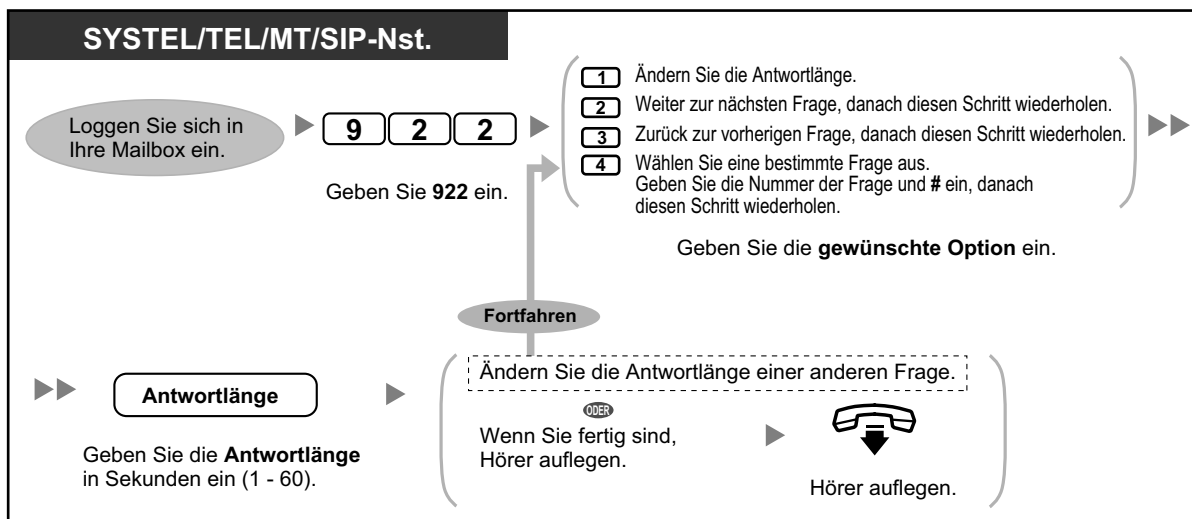 SYSTEL/TEL/MT/SIP-Nst.
Loggen Sie sich in
Ihre Mailbox ein.
9 2 2
Geben Sie 922 ein.
1 Ändern Sie die Antwortlänge.
2 Weiter zur nächsten Frage, danach diesen Schritt wiederholen.
3 Zurück zur vorherigen Frage, danach diesen Schritt wiederholen.
4 Wählen Sie eine bestimmte Frage aus.
Geben Sie die Nummer der Frage und # ein, danach
diesen Schritt wiederholen.
Geben Sie die gewünschte Option ein.
Fortfahren
Antwortlänge
Geben Sie die Antwortlänge
in Sekunden ein (1 - 60).
Ändern Sie die Antwortlänge einer anderen Frage.
ODER
Wenn Sie fertig sind,
Hörer auflegen.
Hörer auflegen.